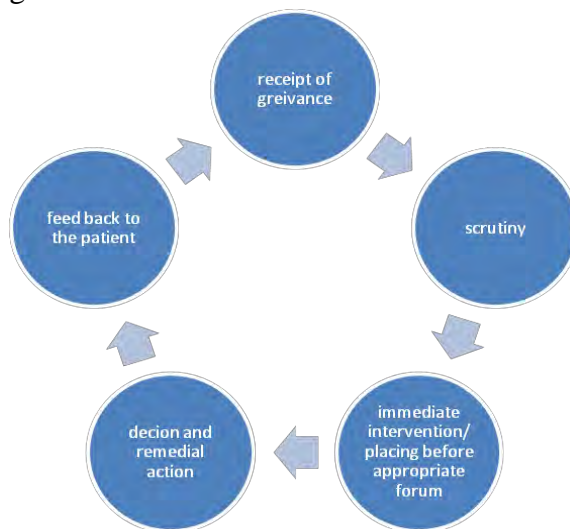 g
receipt of
greivance
scrutiny
immediate
intervention/
placing before
appropriate
forum
decion and
remedial
action
feed back to
the patient